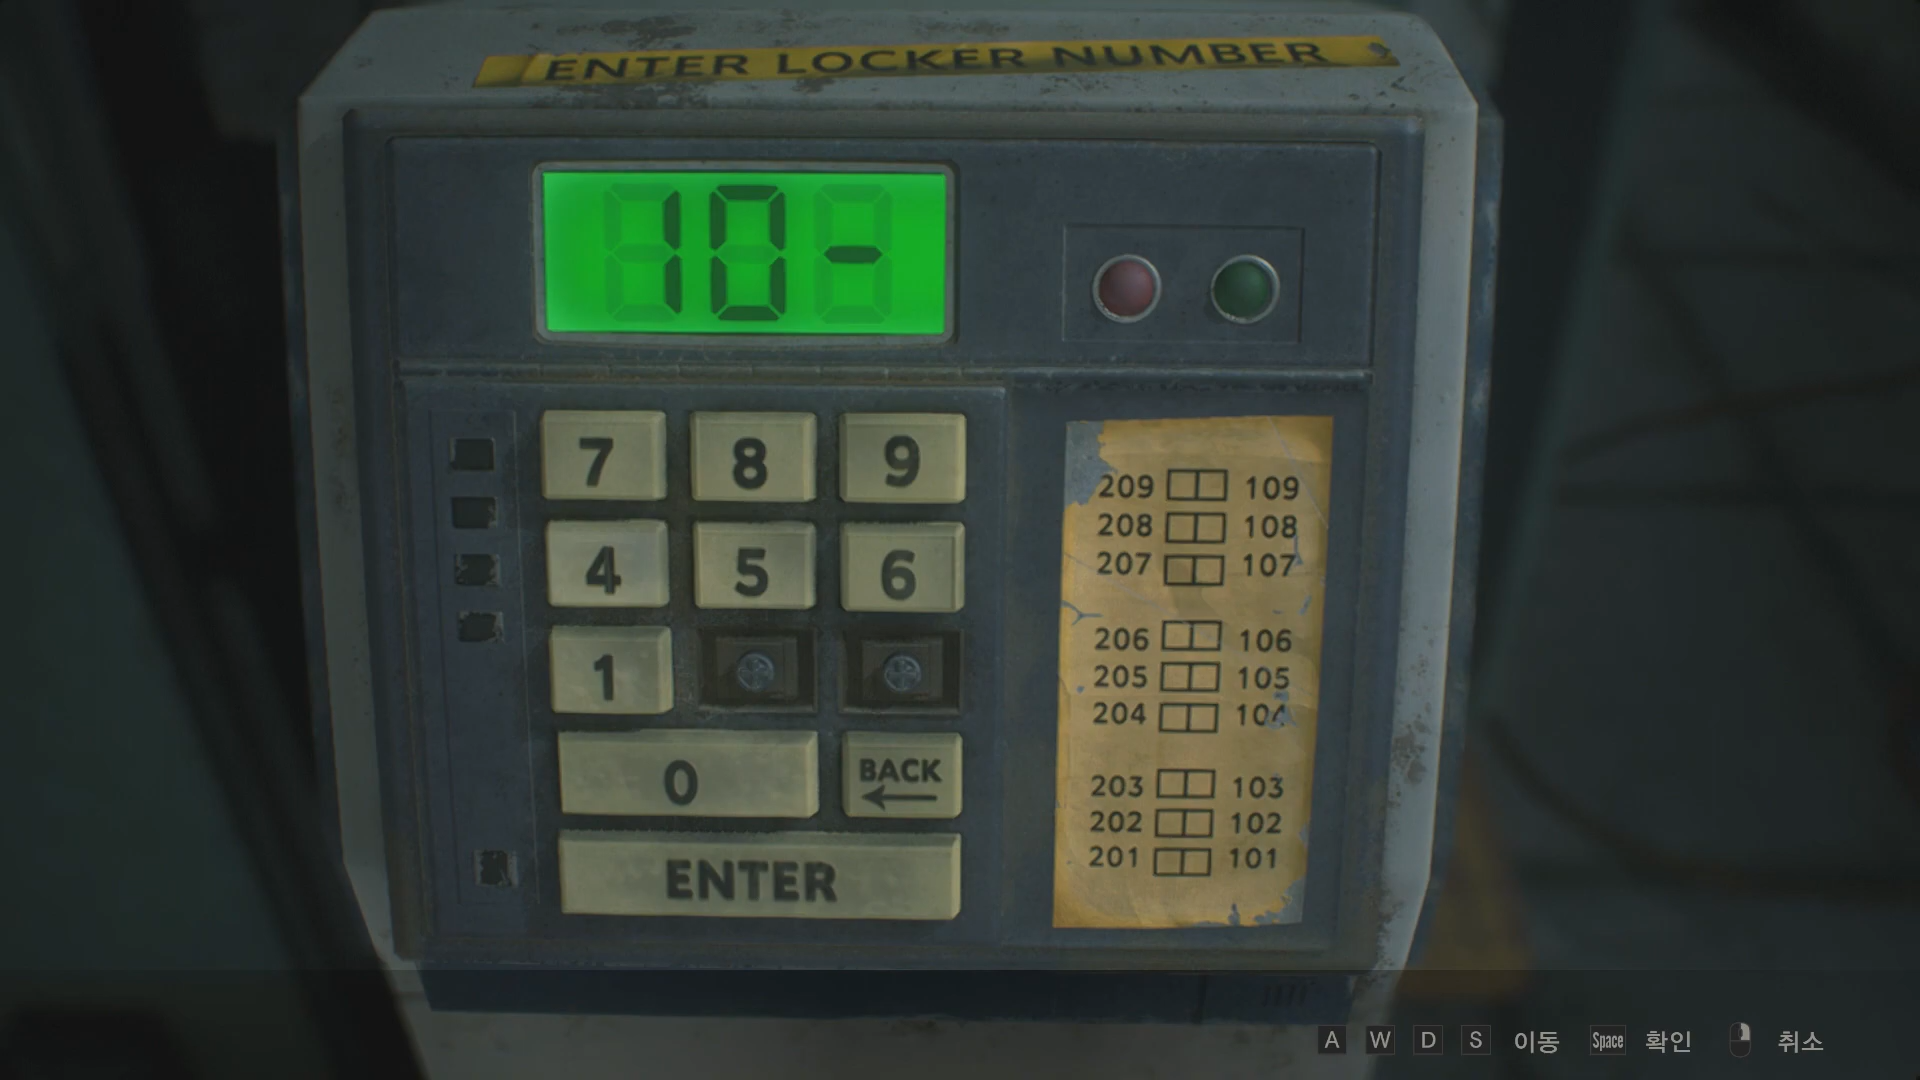 ENTER LOCKER NUMBER
10-
7 8 9
4 5 6
1
0 BACK
ENTER
209 109
208 108
207 107
206 106
205 105
204 104
203 103
202 102
201 101
A W D S 이동 Space 확인 취소